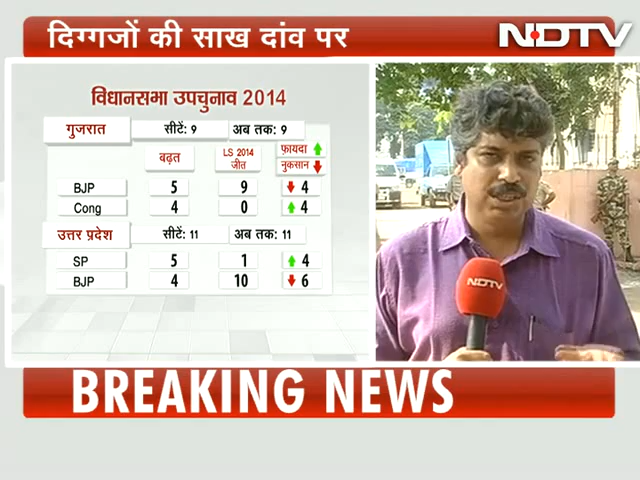 दिग्गजों की साख दांव पर
NDTV
विधानसभा उपचुनाव 2014
गुजरात सीटें: 9 अब तक: 9
बढ़त LS 2014 जीत फ़ायदा नुकसान
BJP 5 9 4
Cong 4 0 4
उत्तर प्रदेश सीटें: 11 अब तक: 11
SP 5 1 4
BJP 4 10 6
NDTV
BREAKING NEWS